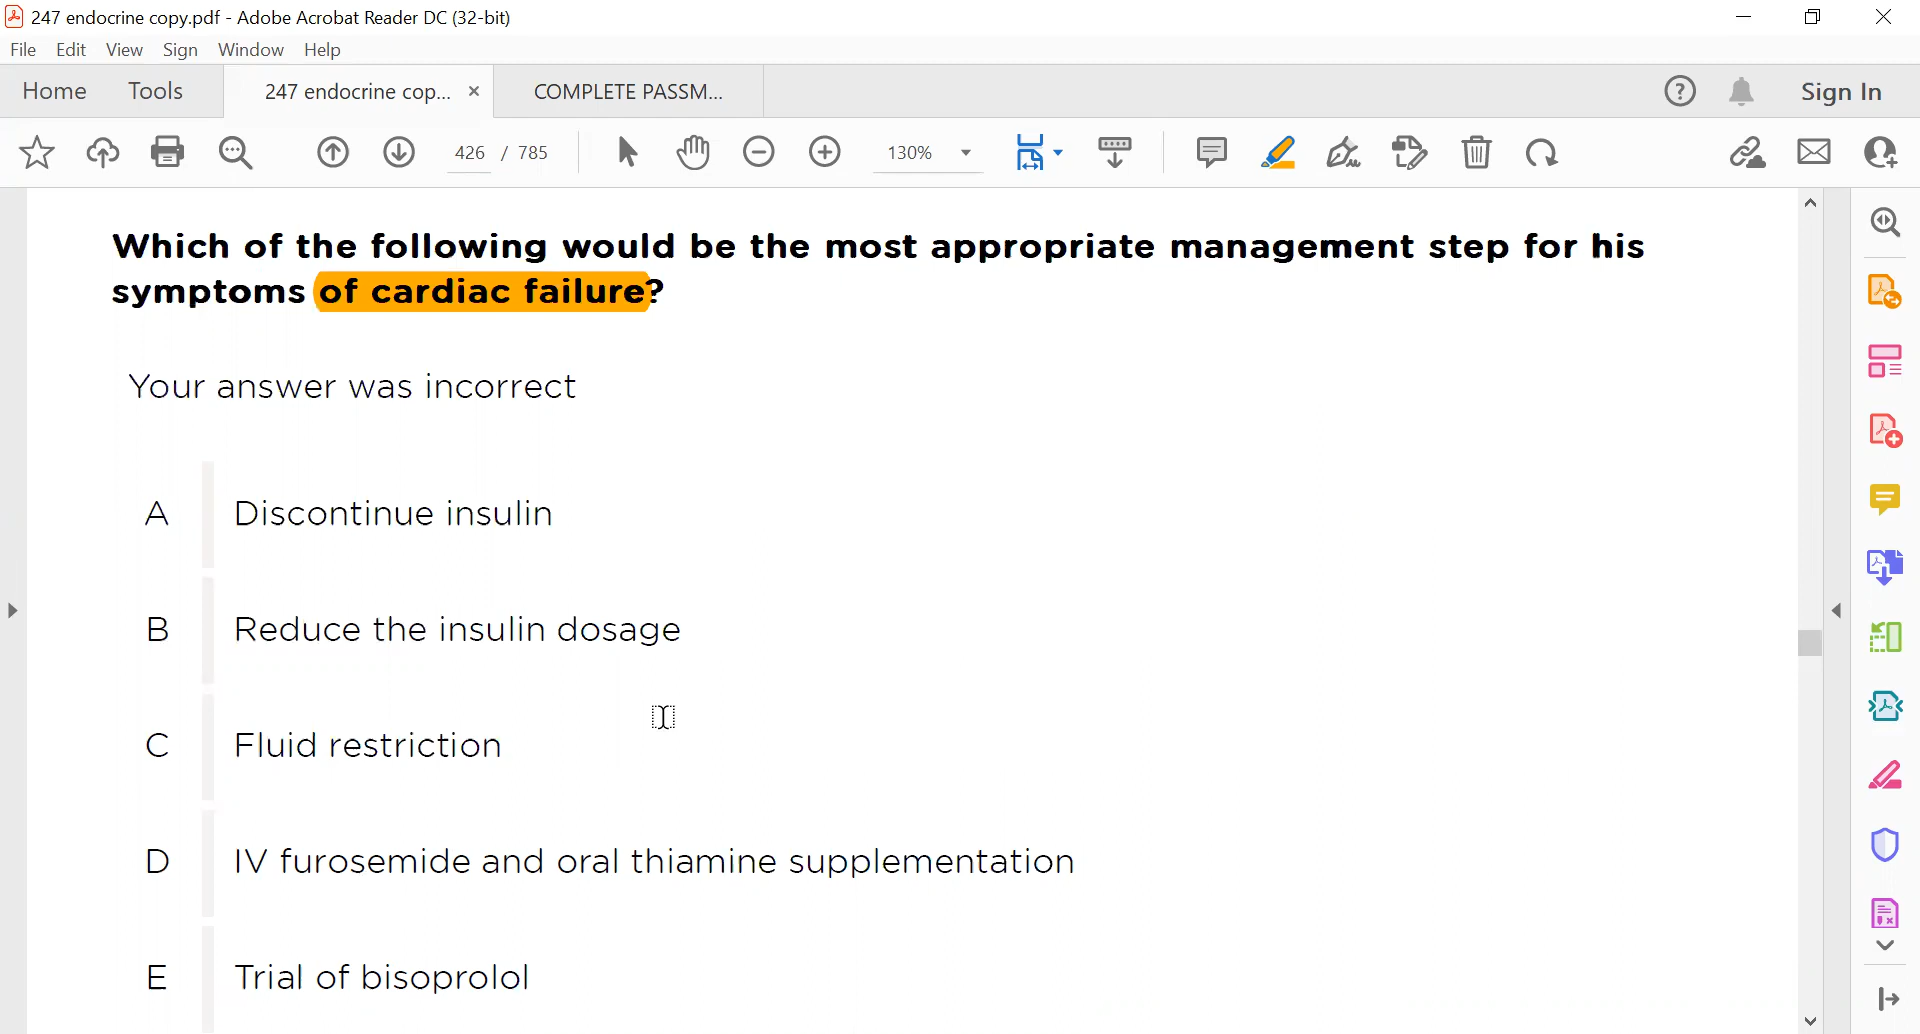 247 endocrine copy.pdf - Adobe Acrobat Reader DC (32-bit)
File Edit View Sign Window Help
Home Tools 247 endocrine cop... × COMPLETE PASSM... ? Sign In
426 / 785 130%
Which of the following would be the most appropriate management step for his
symptoms of cardiac failure?
Your answer was incorrect
A Discontinue insulin
B Reduce the insulin dosage
C Fluid restriction
D IV furosemide and oral thiamine supplementation
E Trial of bisoprolol